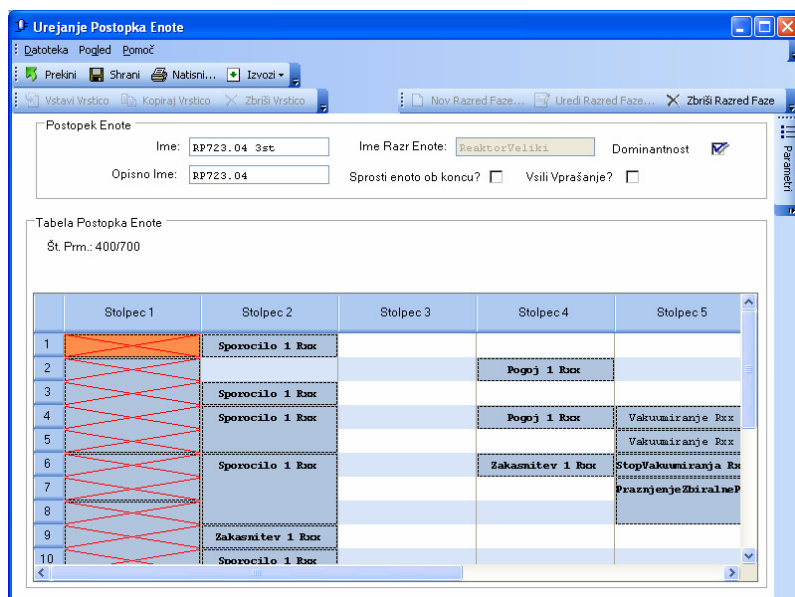 Urejanje Postopka Enote
Datoteka Pogled Pomoč
Prekini Shrani Natisni... Izvozi
Vstavi Vrstico Kopiraj Vrstico Zbriši Vrstico Nov Razred Faze... Uredi Razred Faze... Zbriši Razred Faze
Parametri
Postopek Enote
Ime: RP723.04 3st Ime Razr Enote: ReaktorVeliki Dominantnost
Opisno Ime: RP723.04 Sprosti enoto ob koncu? Vsili Vprašanje?
Tabela Postopka Enote
Št. Prm.: 400/700
Stolpec 1 Stolpec 2 Stolpec 3 Stolpec 4 Stolpec 5
1 Sporocilo 1 Rxx
2 Pogoj 1 Rxx
3 Sporocilo 1 Rxx
4 Sporocilo 1 Rxx Pogoj 1 Rxx Vakuumiranje Rxx
5 Vakuumiranje Rxx
6 Sporocilo 1 Rxx Zakasnitev 1 Rxx StopVakuumiranja Rx
7 PraznjenjeZbiralneP
8
9 Zakasnitev 1 Rxx
10 Sporocilo 1 Rxx